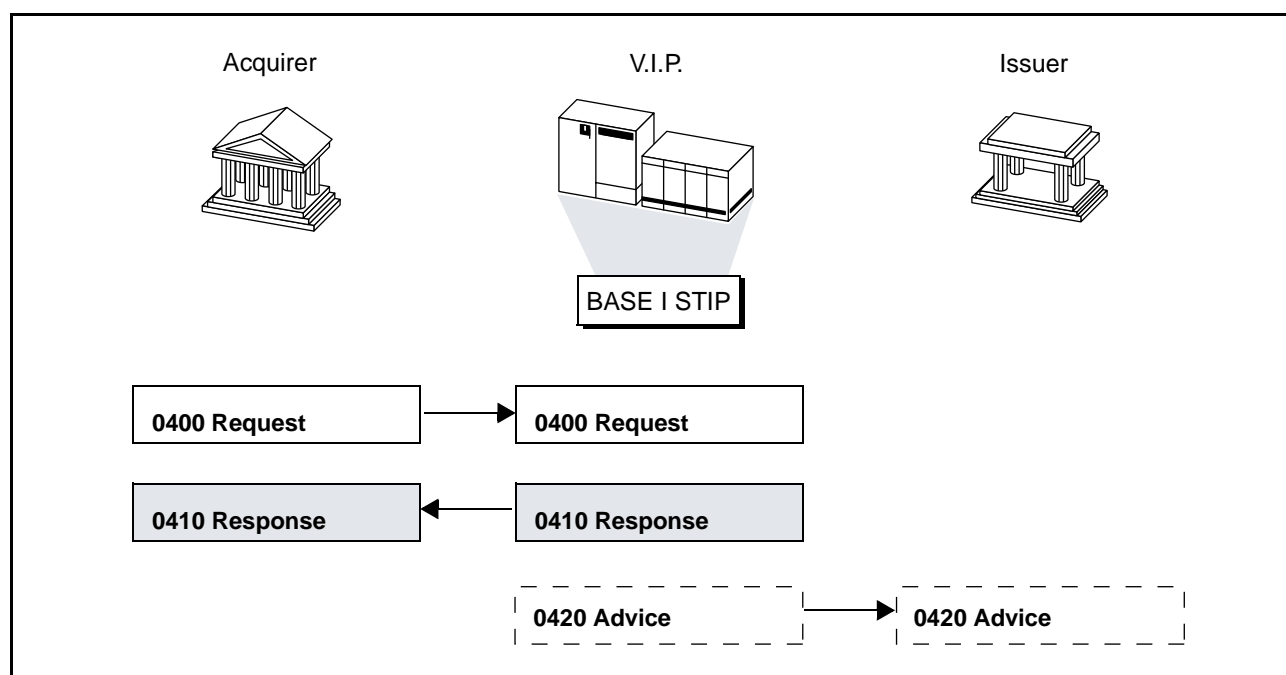 Acquirer V.I.P. Issuer
BASE I STIP
0400 Request 0400 Request
0410 Response 0410 Response
0420 Advice 0420 Advice